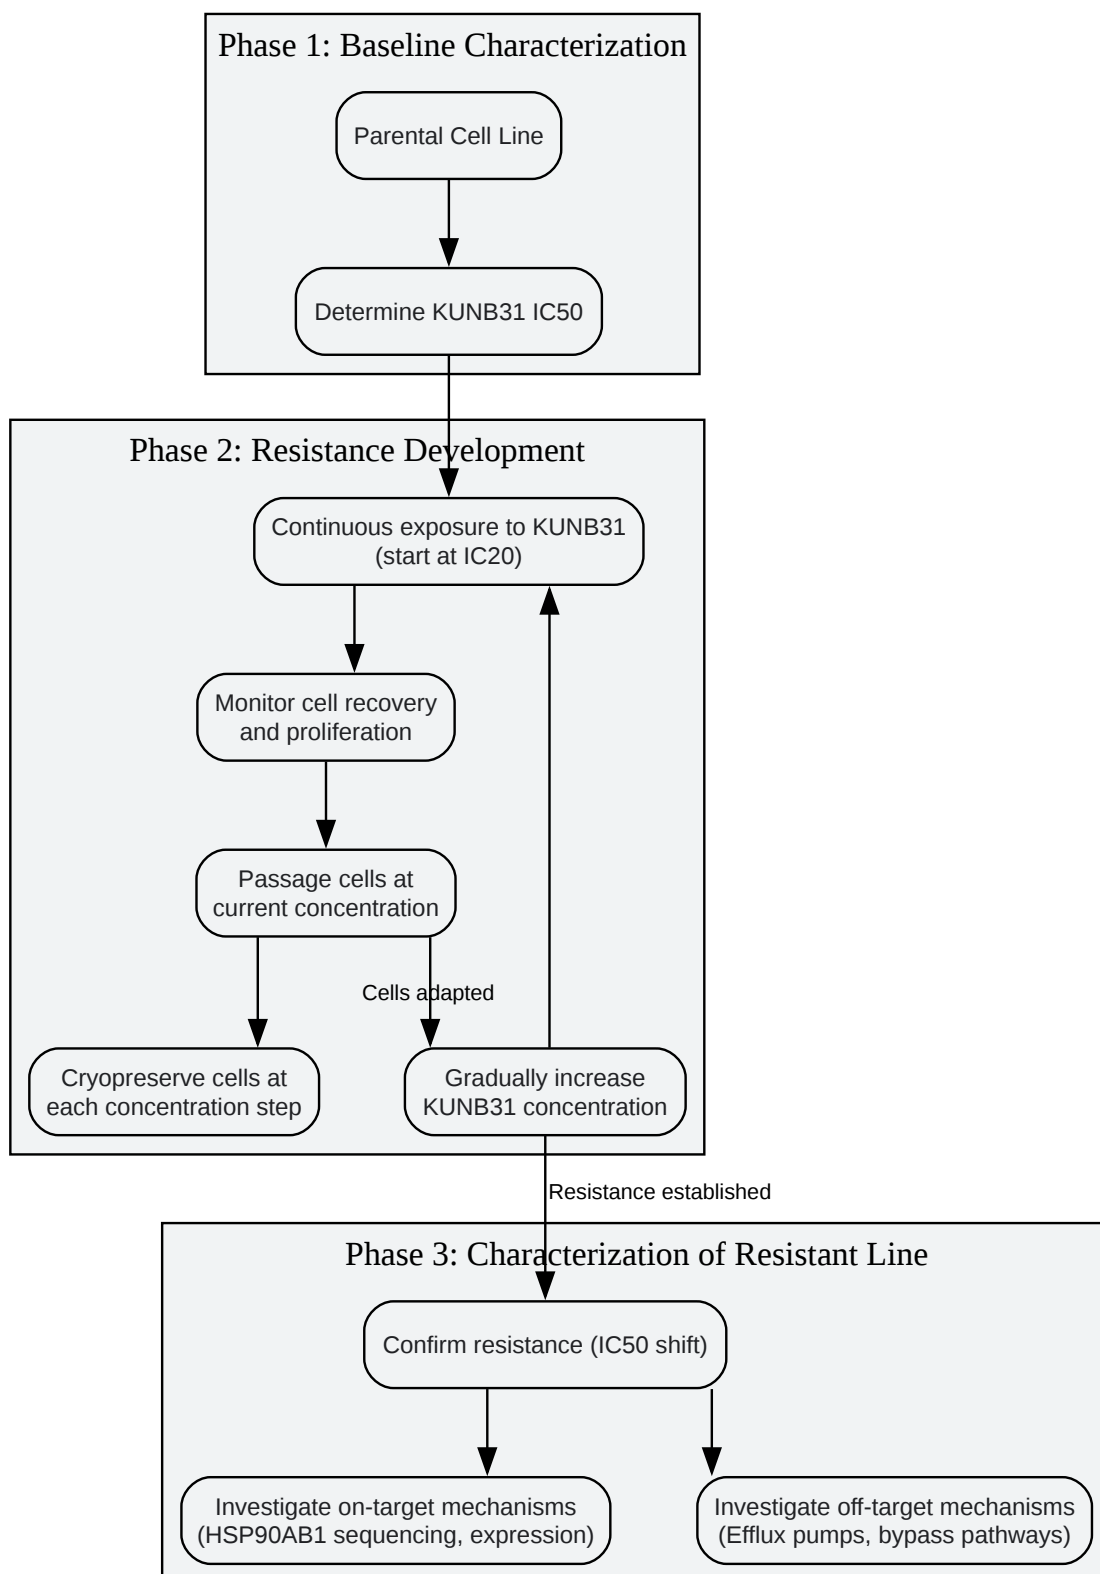 Phase 1: Baseline Characterization
Parental Cell Line
Determine KUNB31 IC50
Phase 2: Resistance Development
Continuous exposure to KUNB31
(start at IC20)
Monitor cell recovery
and proliferation
Passage cells at
current concentration
Cells adapted
Cryopreserve cells at
each concentration step
Gradually increase
KUNB31 concentration
Resistance established
Phase 3: Characterization of Resistant Line
Confirm resistance (IC50 shift)
Investigate on-target mechanisms
(HSP90AB1 sequencing, expression)
Investigate off-target mechanisms
(Efflux pumps, bypass pathways)